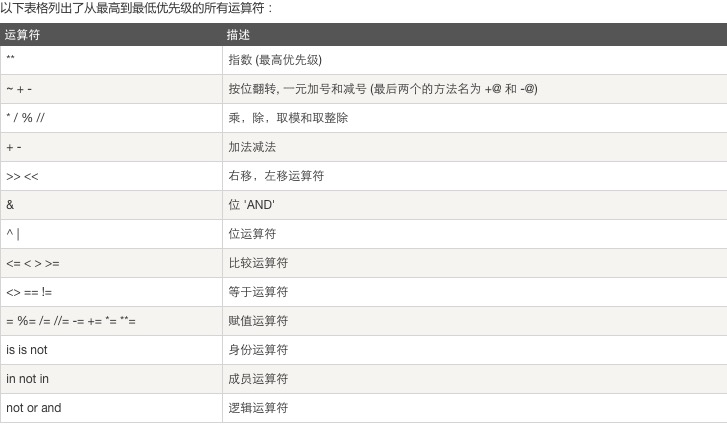 以下表格列出了从最高到最低优先级的所有运算符：
运算符 描述
** 指数 (最高优先级)
~ + - 按位翻转, 一元加号和减号 (最后两个的方法名为 +@ 和 -@)
* / % // 乘，除，取模和取整除
+ - 加法减法
>> << 右移，左移运算符
& 位 'AND'
^ | 位运算符
<= < > >= 比较运算符
<> == != 等于运算符
= %= /= //= -= += *= **= 赋值运算符
is is not 身份运算符
in not in 成员运算符
not or and 逻辑运算符